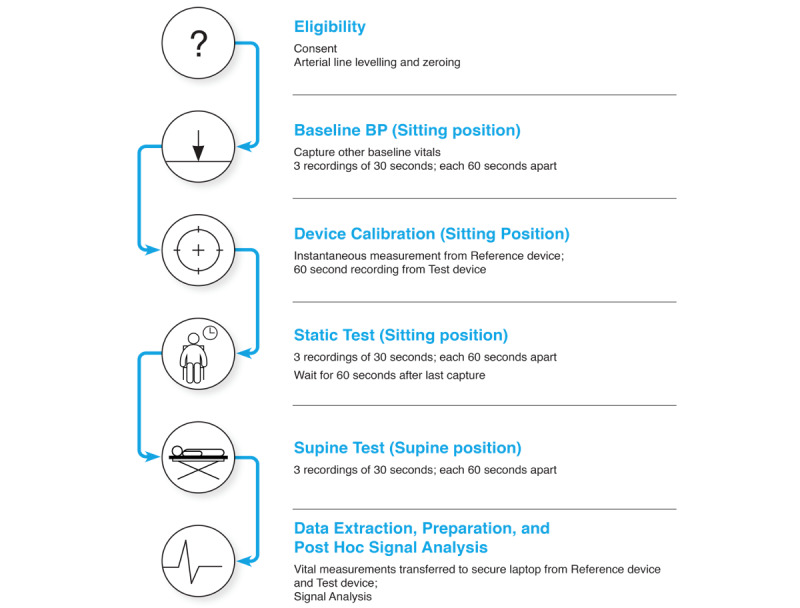 ?
Eligibility
Consent
Arterial line levelling and zeroing
Baseline BP (Sitting position)
Capture other baseline vitals
3 recordings of 30 seconds; each 60 seconds apart
Device Calibration (Sitting Position)
Instantaneous measurement from Reference device;
60 second recording from Test device
Static Test (Sitting position)
3 recordings of 30 seconds; each 60 seconds apart
Wait for 60 seconds after last capture
Supine Test (Supine position)
3 recordings of 30 seconds; each 60 seconds apart
Data Extraction, Preparation, and
Post Hoc Signal Analysis
Vital measurements transferred to secure laptop from Reference device
and Test device;
Signal Analysis